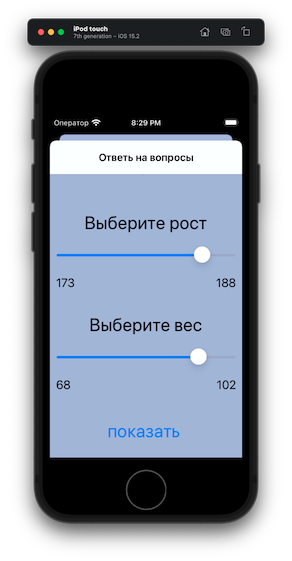 iPod touch
7th generation – iOS 15.2
Оператор 8:29 PM
Ответь на вопросы
Выберите рост
173 188
Выберите вес
68 102
показать